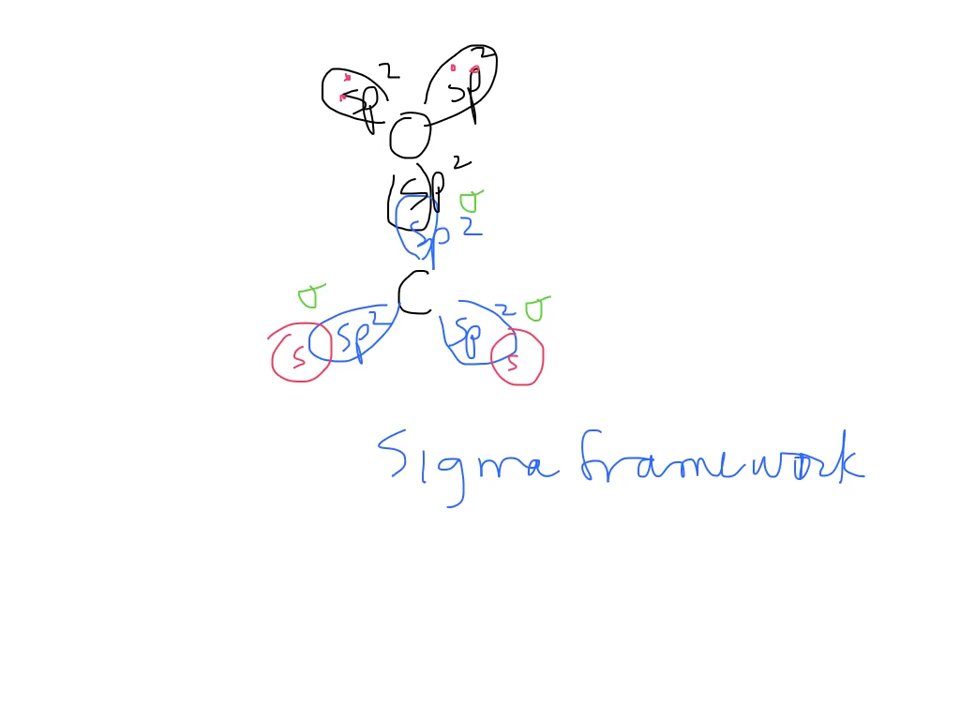 sp² sp²
O
sp² σ
sp²
C
σ σ
s sp² sp² s
Sigma framework